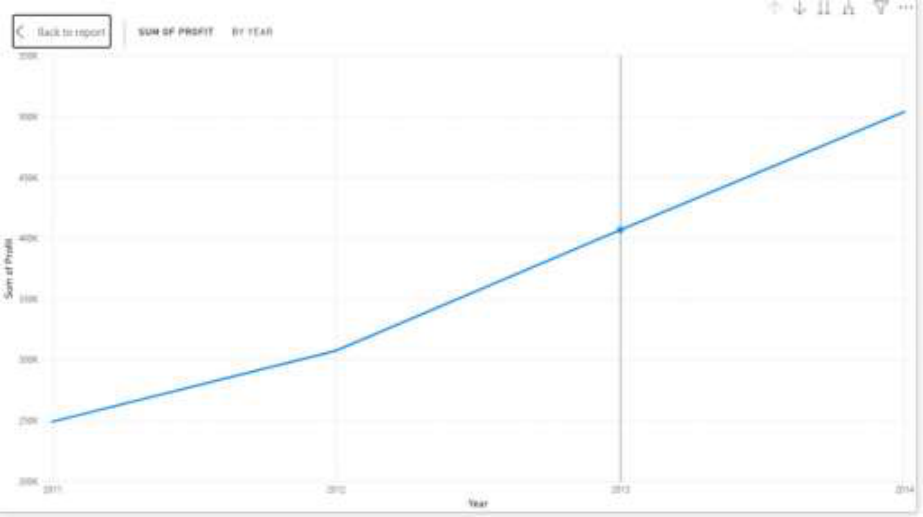 Back to report
SUM OF PROFIT BY YEAR
550K
500K
450K
400K
350K
300K
250K
200K
Sum of Profit
2011 2012 2013 2014
Year